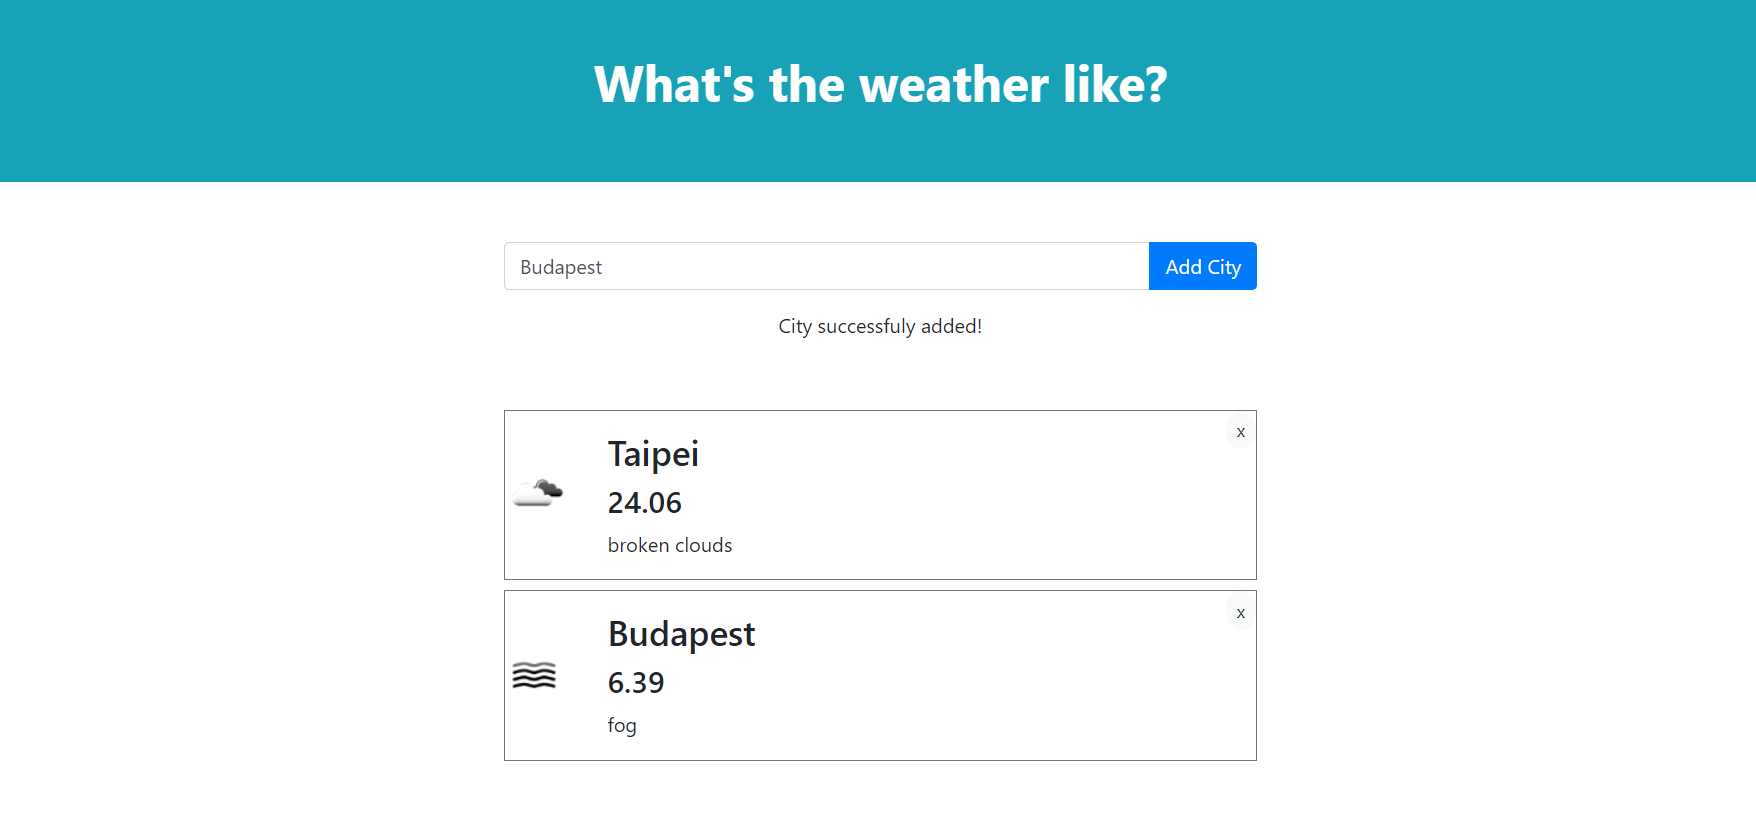 What's the weather like?
Budapest
Add City
City successfuly added!
x
Taipei
24.06
broken clouds
x
Budapest
6.39
fog